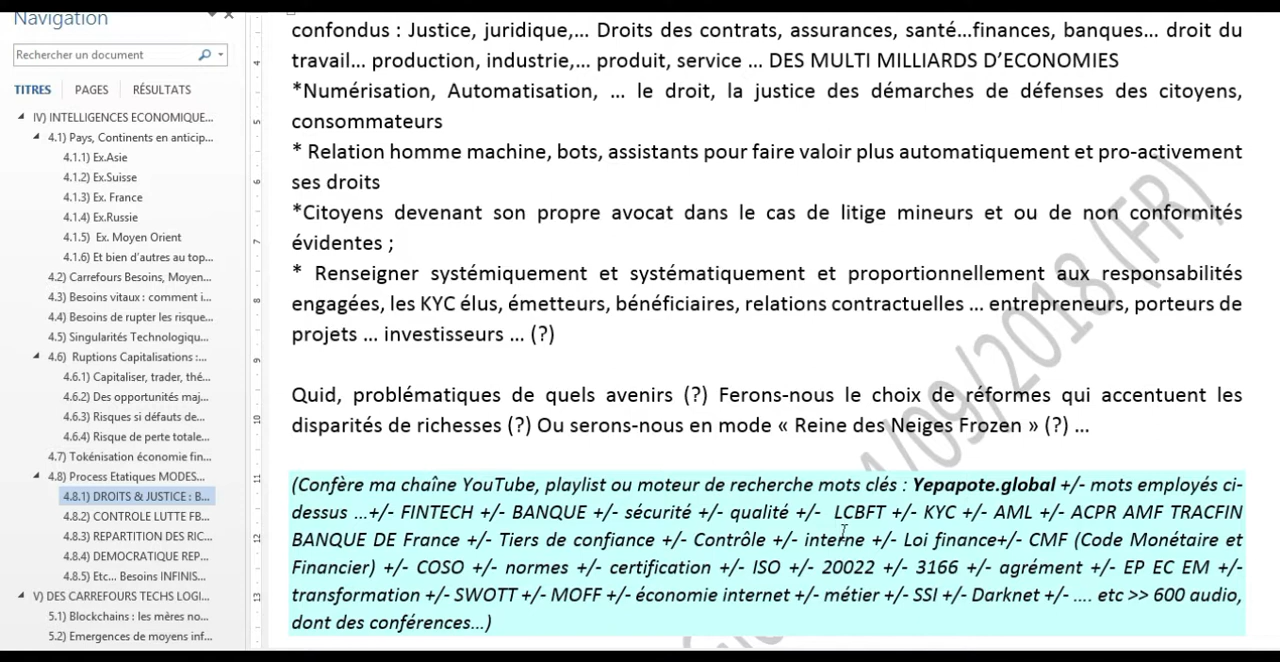 Navigation
Rechercher un document
TITRES PAGES RÉSULTATS
IV) INTELLIGENCES ECONOMIQUE...
4.1) Pays, Continents en anticip...
4.1.1) Ex.Asie
4.1.2) Ex.Suisse
4.1.3) Ex. France
4.1.4) Ex.Russie
4.1.5) Ex. Moyen Orient
4.1.6) Et bien d'autres au top...
4.2) Carrefours Besoins, Moyen...
4.3) Besoins vitaux : comment i...
4.4) Besoins de rupter les risque...
4.5) Singularités Technologiqu...
4.6) Ruptions Capitalisations :...
4.6.1) Capitaliser, trader, thé...
4.6.2) Des opportunités maj...
4.6.3) Risques si défauts de...
4.6.4) Risque de perte totale...
4.7) Tokénisation économie fin...
4.8) Process Etatiques MODES...
4.8.1) DROITS & JUSTICE : B...
4.8.2) CONTROLE LUTTE FB...
4.8.3) REPARTITION DES RIC...
4.8.4) DEMOCRATIQUE REP...
4.8.5) Etc... Besoins INFINIS...
V) DES CARREFOURS TECHS LOGI...
5.1) Blockchains : les mères no...
5.2) Emergences de moyens inf...
4
5
6
7
8
9
10
11
12
13
confondus : Justice, juridique,... Droits des contrats, assurances, santé...finances, banques... droit du
travail... production, industrie,... produit, service ... DES MULTI MILLIARDS D'ECONOMIES
*Numérisation, Automatisation, ... le droit, la justice des démarches de défenses des citoyens,
consommateurs
* Relation homme machine, bots, assistants pour faire valoir plus automatiquement et pro-activement
ses droits
*Citoyens devenant son propre avocat dans le cas de litige mineurs et ou de non conformités
évidentes ;
* Renseigner systémiquement et systématiquement et proportionnellement aux responsabilités
engagées, les KYC élus, émetteurs, bénéficiaires, relations contractuelles ... entrepreneurs, porteurs de
projets ... investisseurs ... (?)
Quid, problématiques de quels avenirs (?) Ferons-nous le choix de réformes qui accentuent les
disparités de richesses (?) Ou serons-nous en mode « Reine des Neiges Frozen » (?) ...
(Confère ma chaîne YouTube, playlist ou moteur de recherche mots clés : Yepapote.global +/- mots employés ci-
dessus ...+/- FINTECH +/- BANQUE +/- sécurité +/- qualité +/- LCBFT +/- KYC +/- AML +/- ACPR AMF TRACFIN
BANQUE DE France +/- Tiers de confiance +/- Contrôle +/- interne +/- Loi finance+/- CMF (Code Monétaire et
Financier) +/- COSO +/- normes +/- certification +/- ISO +/- 20022 +/- 3166 +/- agrément +/- EP EC EM +/-
transformation +/- SWOTT +/- MOFF +/- économie internet +/- métier +/- SSI +/- Darknet +/- .... etc >> 600 audio,
dont des conférences...)
/09/2018 (FR)